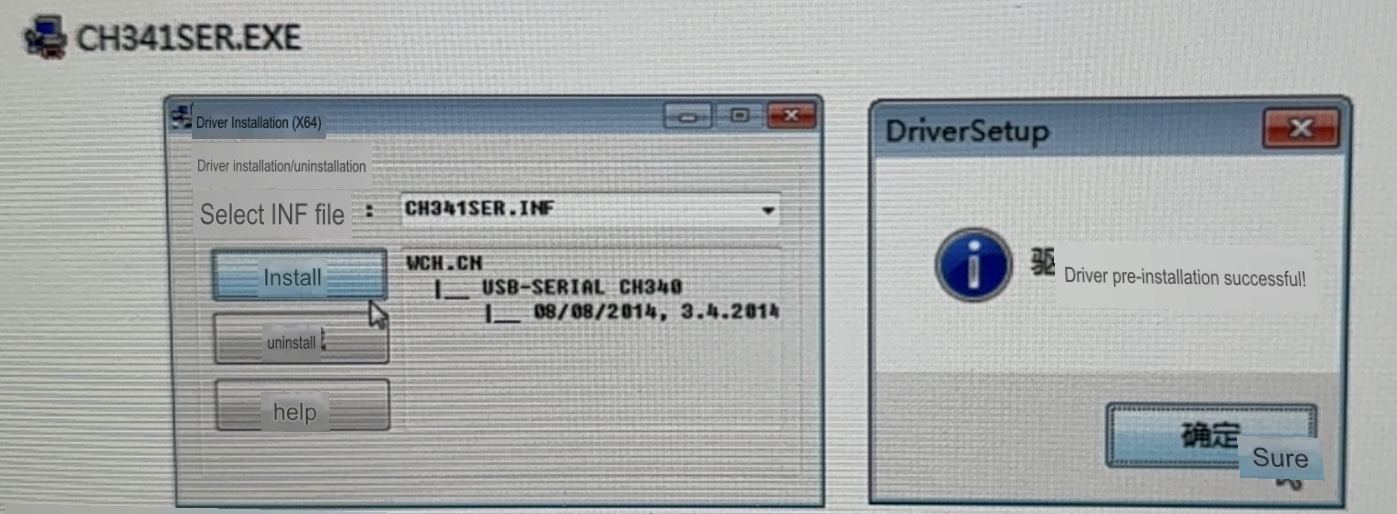 CH341SER.EXE
Driver Installation (X64)
Driver installation/uninstallation
Select INF file : CH341SER.INF
Install
uninstall
help
WCH.CN
|__ USB-SERIAL CH340
|__ 08/08/2014, 3.4.2014
DriverSetup
驱
Driver pre-installation successful!
确定
Sure